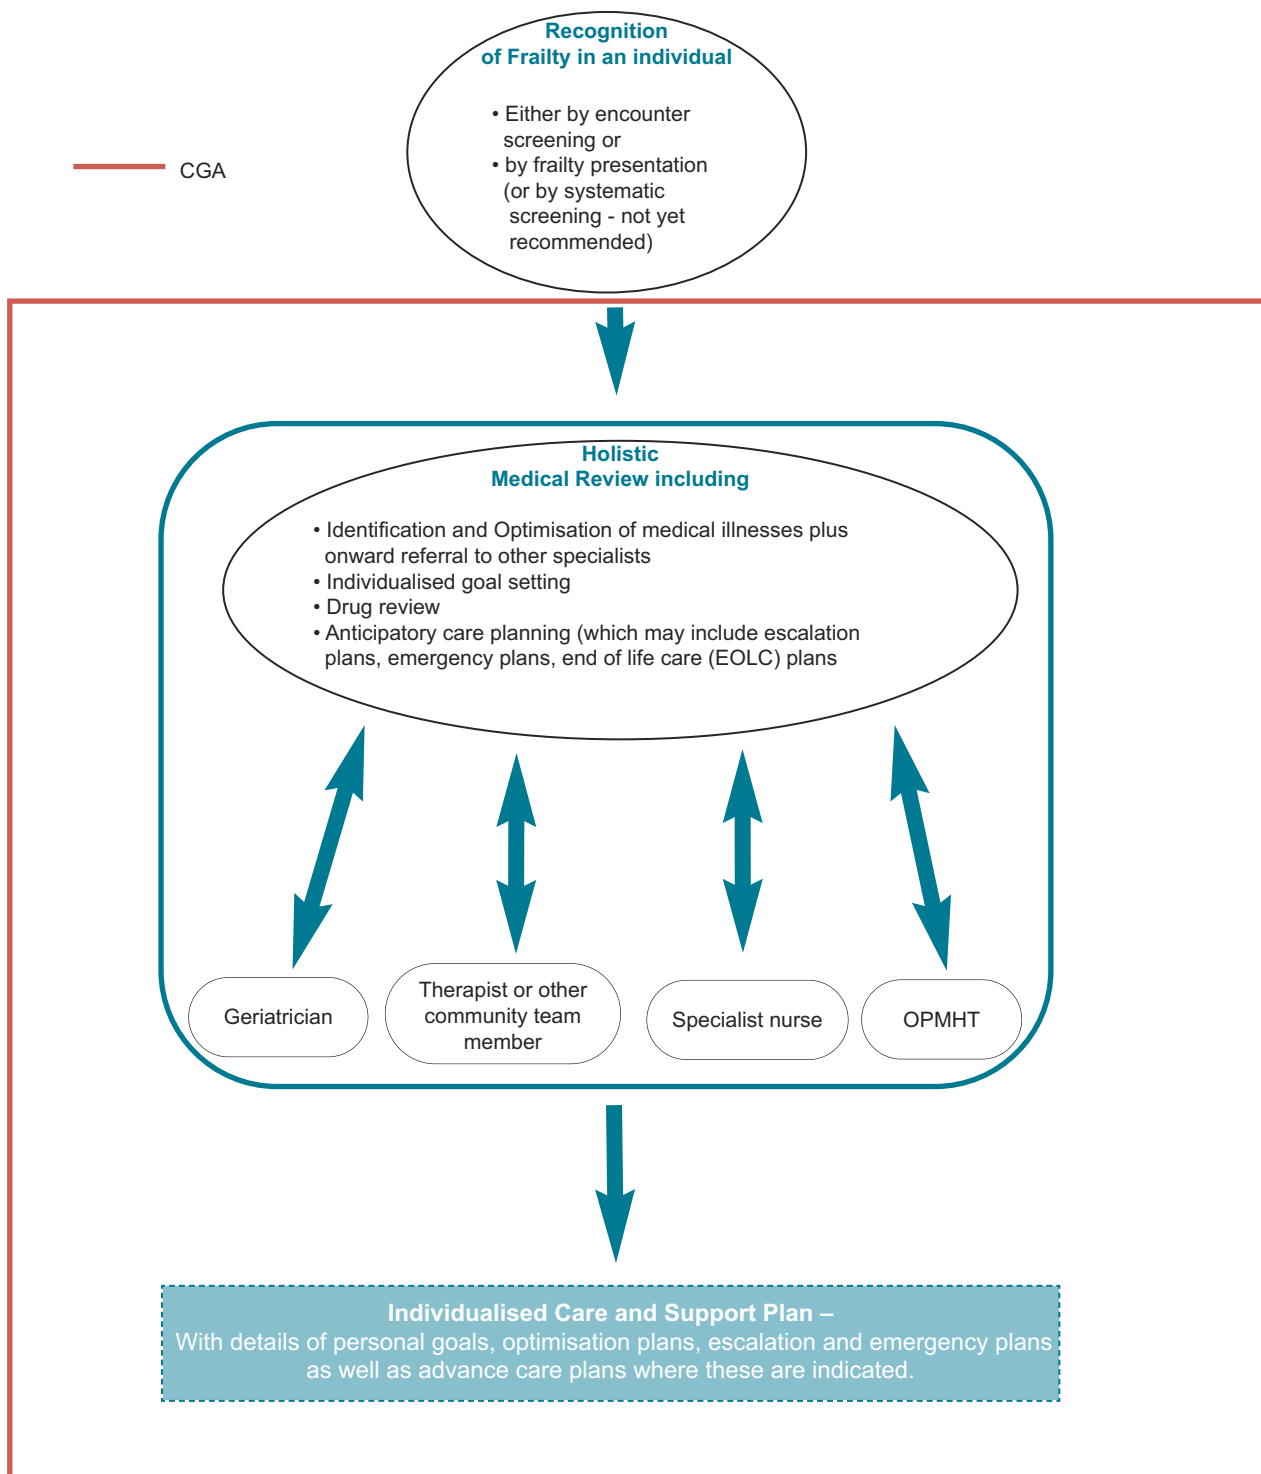 Recognition
of Frailty in an individual
• Either by encounter
screening or
• by frailty presentation
(or by systematic
screening - not yet
recommended)
CGA
Holistic
Medical Review including
• Identification and Optimisation of medical illnesses plus
onward referral to other specialists
• Individualised goal setting
• Drug review
• Anticipatory care planning (which may include escalation
plans, emergency plans, end of life care (EOLC) plans
Geriatrician
Therapist or other
community team
member
Specialist nurse
OPMHT
Individualised Care and Support Plan –
With details of personal goals, optimisation plans, escalation and emergency plans
as well as advance care plans where these are indicated.